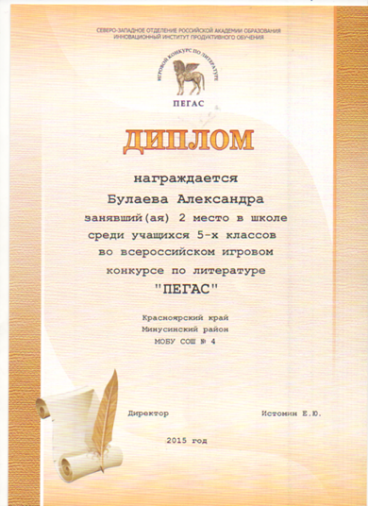 СЕВЕРО-ЗАПАДНОЕ ОТДЕЛЕНИЕ РОССИЙСКОЙ АКАДЕМИИ ОБРАЗОВАНИЯ
ИННОВАЦИОННЫЙ ИНСТИТУТ ПРОДУКТИВНОГО ОБУЧЕНИЯ
ИГРОВОЙ КОНКУРС ПО ЛИТЕРАТУРЕ
ПЕГАС
ДИПЛОМ
награждается
Булаева Александра
занявший(ая) 2 место в школе
среди учащихся 5-х классов
во всероссийском игровом
конкурсе по литературе
"ПЕГАС"
Красноярский край
Минусинский район
МОБУ СОШ № 4
Директор Истомин Е.Ю.
2015 год